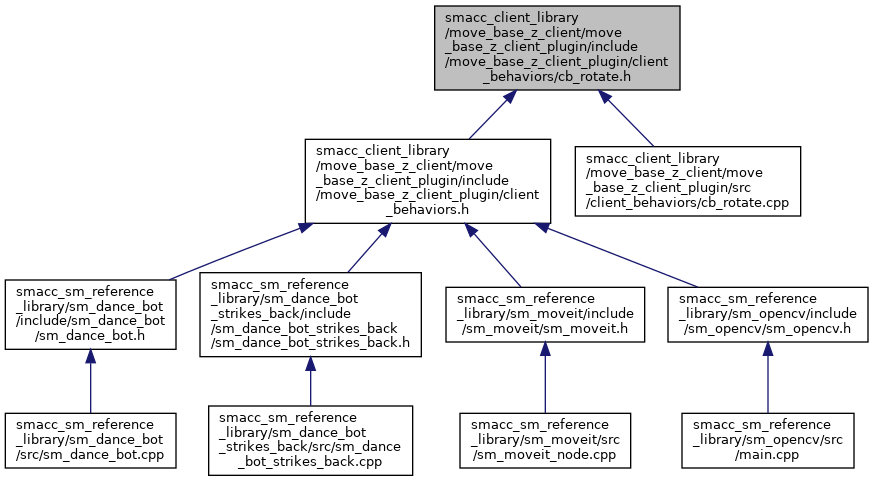 smacc_client_library
/move_base_z_client/move
_base_z_client_plugin/include
/move_base_z_client_plugin/client
_behaviors/cb_rotate.h
smacc_client_library
/move_base_z_client/move
_base_z_client_plugin/include
/move_base_z_client_plugin/client
_behaviors.h
smacc_client_library
/move_base_z_client/move
_base_z_client_plugin/src
/client_behaviors/cb_rotate.cpp
smacc_sm_reference
_library/sm_dance_bot
/include/sm_dance_bot
/sm_dance_bot.h
smacc_sm_reference
_library/sm_dance_bot
_strikes_back/include
/sm_dance_bot_strikes_back
/sm_dance_bot_strikes_back.h
smacc_sm_reference
_library/sm_moveit/include
/sm_moveit/sm_moveit.h
smacc_sm_reference
_library/sm_opencv/include
/sm_opencv/sm_opencv.h
smacc_sm_reference
_library/sm_dance_bot
/src/sm_dance_bot.cpp
smacc_sm_reference
_library/sm_dance_bot
_strikes_back/src/sm_dance
_bot_strikes_back.cpp
smacc_sm_reference
_library/sm_moveit/src
/sm_moveit_node.cpp
smacc_sm_reference
_library/sm_opencv/src
/main.cpp